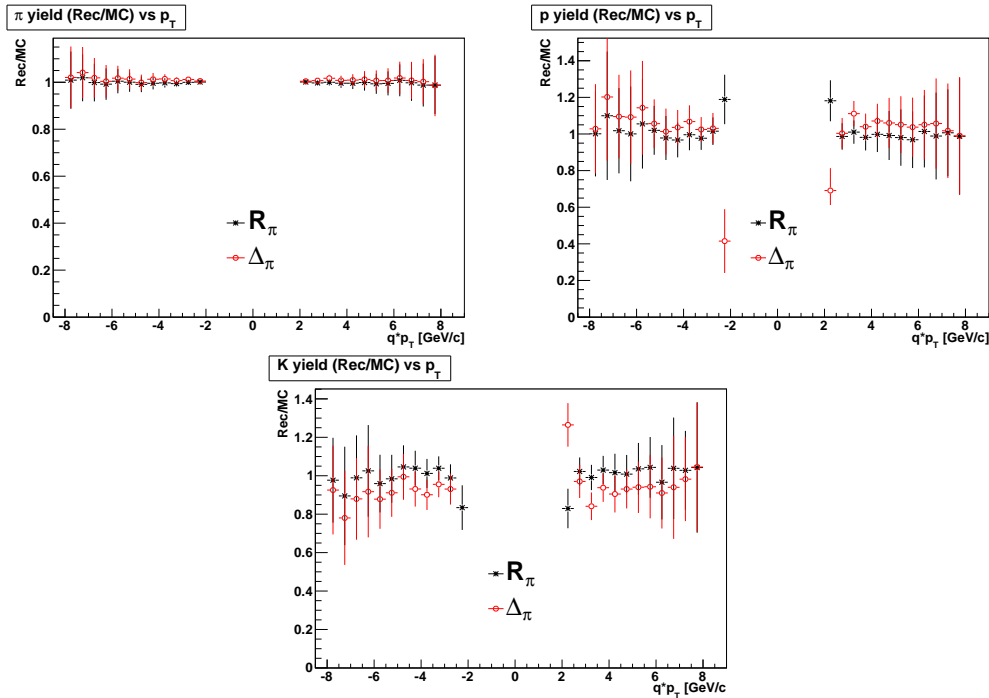 π yield (Rec/MC) vs p_T
Rec/MC
1
0.8
0.6
0.4
0.2
0
R_π
Δ_π
-8 -6 -4 -2 0 2 4 6 8
q*p_T [GeV/c]
p yield (Rec/MC) vs p_T
Rec/MC
1.4
1.2
1
0.8
0.6
0.4
0.2
0
R_π
Δ_π
-8 -6 -4 -2 0 2 4 6 8
q*p_T [GeV/c]
K yield (Rec/MC) vs p_T
Rec/MC
1.4
1.2
1
0.8
0.6
0.4
0.2
0
R_π
Δ_π
-8 -6 -4 -2 0 2 4 6 8
q*p_T [GeV/c